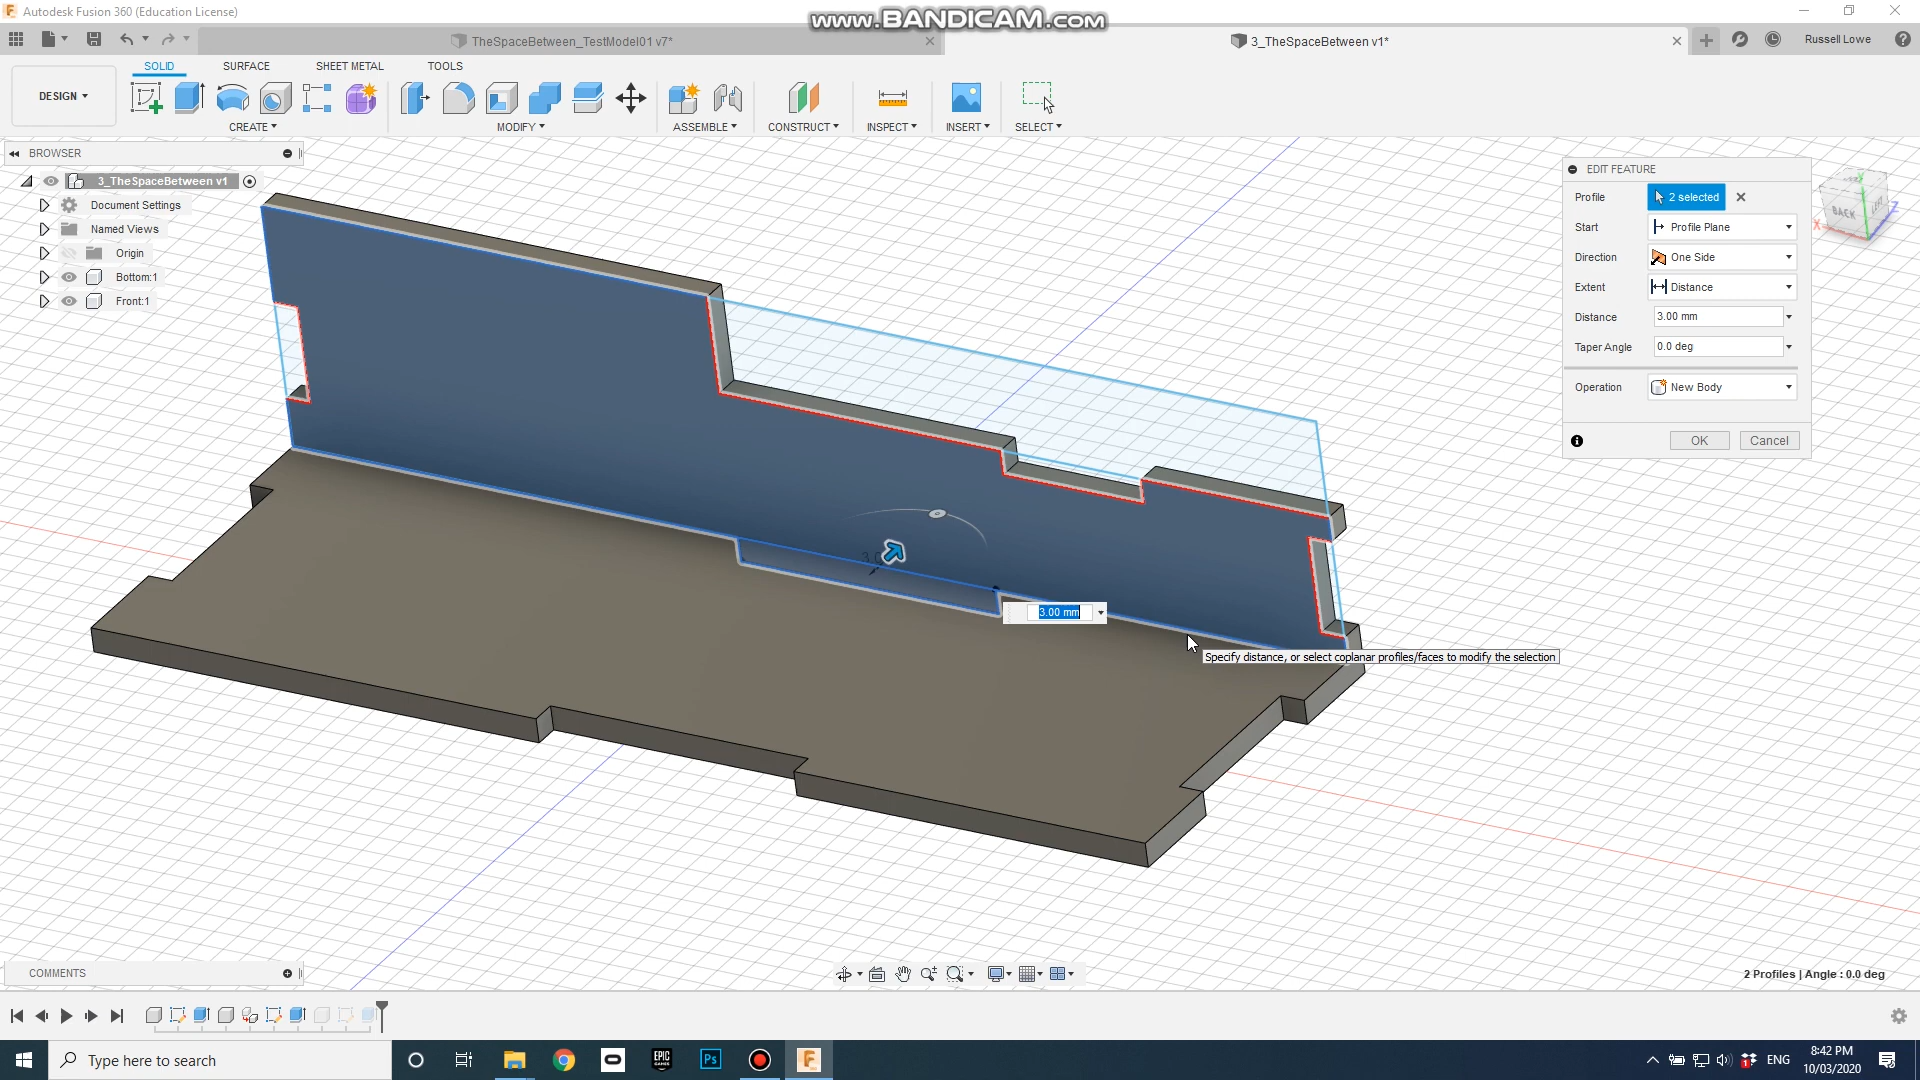 Autodesk Fusion 360 (Education License)
www.BANDICAM.com
TheSpaceBetween_TestModel01 v7*
3_TheSpaceBetween v1*
Russell Lowe
SOLID
SURFACE
SHEET METAL
TOOLS
DESIGN
CREATE
MODIFY
ASSEMBLE
CONSTRUCT
INSPECT
INSERT
SELECT
BROWSER
3_TheSpaceBetween v1
Document Settings
Named Views
Origin
Bottom:1
Front:1
EDIT FEATURE
Profile
2 selected
Start
Profile Plane
Direction
One Side
Extent
Distance
Distance
3.00 mm
Taper Angle
0.0 deg
Operation
New Body
OK
Cancel
BACK
LEFT
X
Y
Z
3.00 mm
Specify distance, or select coplanar profiles/faces to modify the selection
COMMENTS
2 Profiles | Angle : 0.0 deg
Type here to search
EPIC GAMES
Ps
F
ENG
8:42 PM
10/03/2020